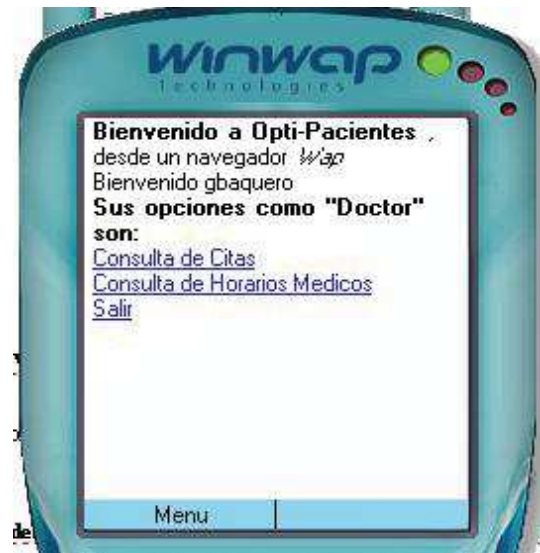 winwap
Technologies
Bienvenido a Opti-Pacientes ,
desde un navegador Wap
Bienvenido gbaquero
Sus opciones como "Doctor"
son:
Consulta de Citas
Consulta de Horarios Medicos
Salir
Menu
de